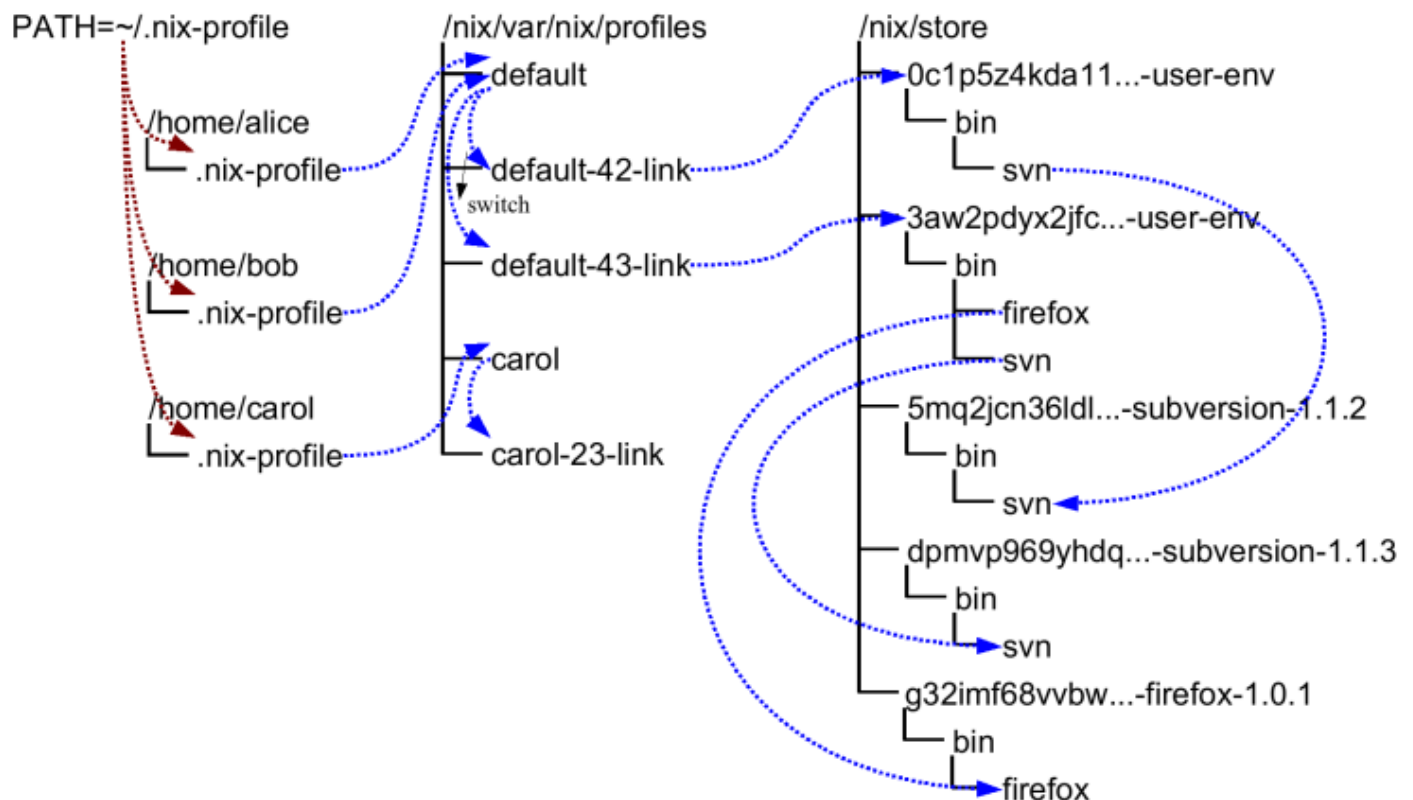 PATH=~/.nix-profile
/home/alice
.nix-profile
/home/bob
.nix-profile
/home/carol
.nix-profile
/nix/var/nix/profiles
default
default-42-link
switch
default-43-link
carol
carol-23-link
/nix/store
0c1p5z4kda11...-user-env
bin
svn
3aw2pdyx2jfc...-user-env
bin
firefox
svn
5mq2jcn36ldl...-subversion-1.1.2
bin
svn
dpmvp969yhdq...-subversion-1.1.3
bin
svn
g32imf68vvbw...-firefox-1.0.1
bin
firefox